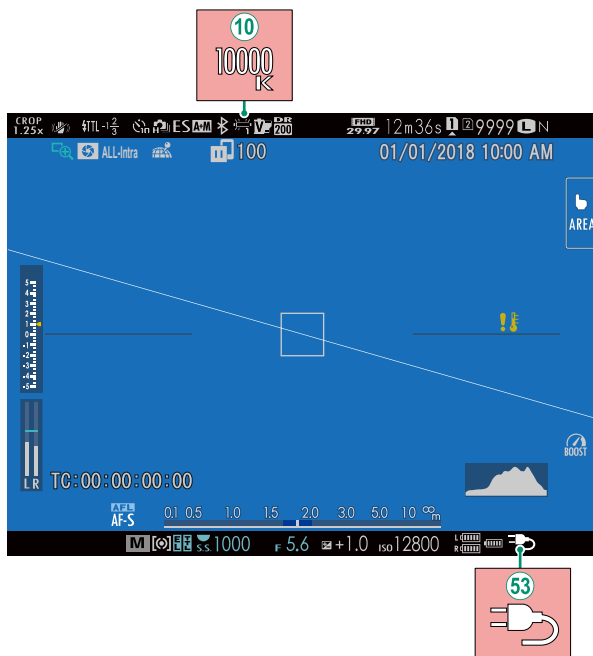 10
10000
K
CROP
1.25x
TTL -1 2/3
ES
DR
200
FHD
29.97
12m36s
1
2
9999
L
N
ALL-Intra
100
01/01/2018 10:00 AM
AREA
5
4
3
2
1
0
-1
-2
-3
-4
-5
BOOST
L R
TC:00:00:00:00
AFL
AF-S
0.1 0.5 1.0 1.5 2.0 3.0 5.0 10 ∞
m
M
S.S. 1000
F 5.6
+1.0
ISO 12800
L
R
53